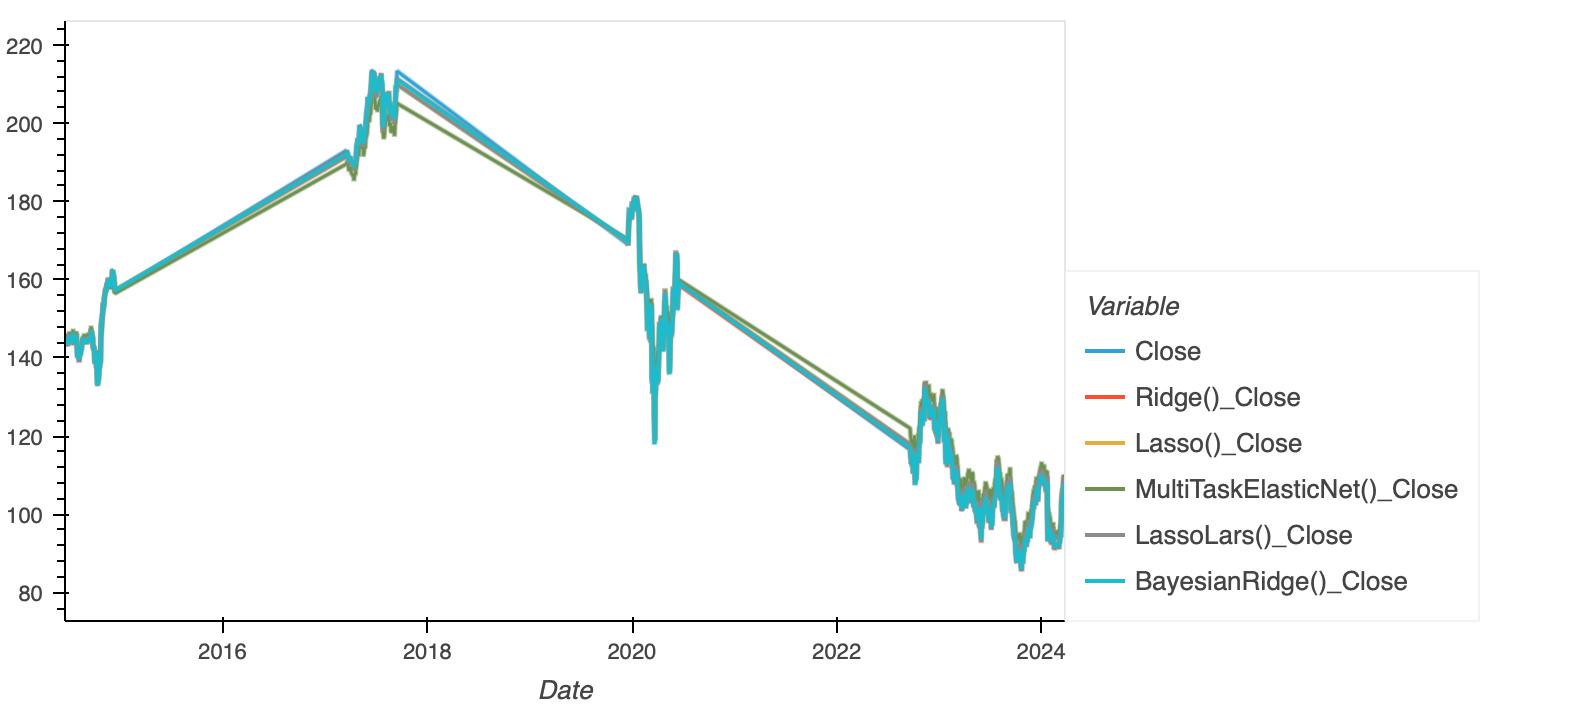 220
200
180
160
140
120
100
80
2016
2018
2020
2022
2024
Date
Variable
Close
Ridge()_Close
Lasso()_Close
MultiTaskElasticNet()_Close
LassoLars()_Close
BayesianRidge()_Close